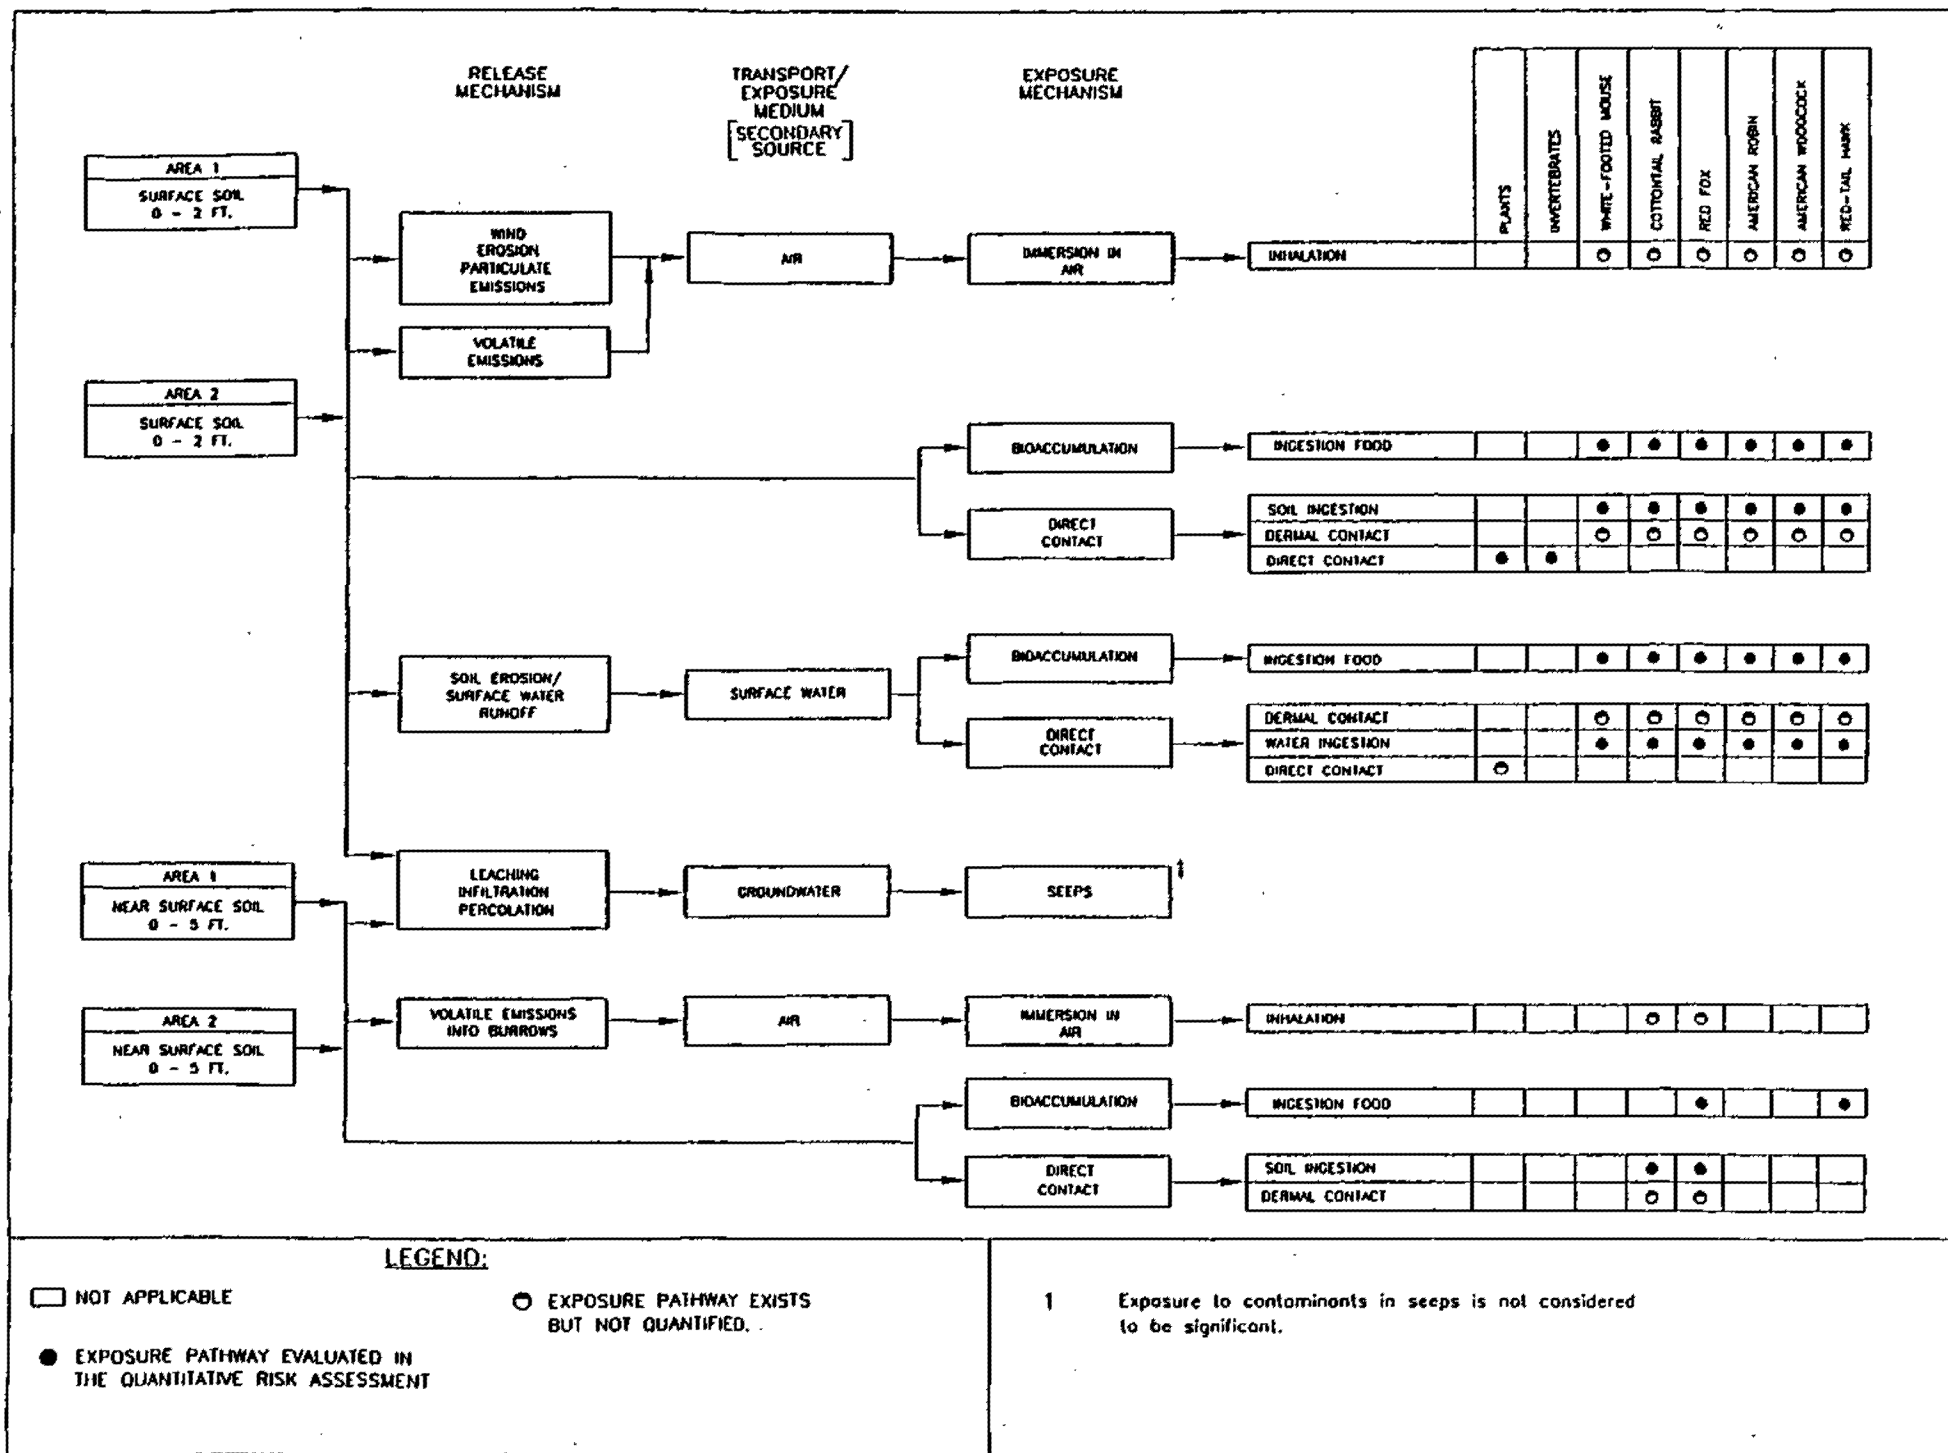 RELEASE
MECHANISM
TRANSPORT/
EXPOSURE
MEDIUM
[SECONDARY
SOURCE]
EXPOSURE
MECHANISM
PLANTS
INVERTEBRATES
WHITE-FOOTED MOUSE
COTTONTAIL RABBIT
RED FOX
AMERICAN ROBIN
AMERICAN WOODCOCK
RED-TAIL HAWK
AREA 1
SURFACE SOIL
0 - 2 FT.
WIND
EROSION
PARTICULATE
EMISSIONS
AIR
IMMERSION IN
AIR
INHALATION
VOLATILE
EMISSIONS
AREA 2
SURFACE SOIL
0 - 2 FT.
BIOACCUMULATION
INGESTION FOOD
DIRECT
CONTACT
SOIL INGESTION
DERMAL CONTACT
DIRECT CONTACT
SOIL EROSION/
SURFACE WATER
RUNOFF
SURFACE WATER
BIOACCUMULATION
INGESTION FOOD
DIRECT
CONTACT
DERMAL CONTACT
WATER INGESTION
DIRECT CONTACT
AREA 1
NEAR SURFACE SOIL
0 - 5 FT.
LEACHING
INFILTRATION
PERCOLATION
GROUNDWATER
SEEPS
1
AREA 2
NEAR SURFACE SOIL
0 - 5 FT.
VOLATILE EMISSIONS
INTO BURROWS
AIR
IMMERSION IN
AIR
INHALATION
BIOACCUMULATION
INGESTION FOOD
DIRECT
CONTACT
SOIL INGESTION
DERMAL CONTACT
LEGEND:
NOT APPLICABLE
EXPOSURE PATHWAY EXISTS
BUT NOT QUANTIFIED.
EXPOSURE PATHWAY EVALUATED IN
THE QUANTITATIVE RISK ASSESSMENT
1 Exposure to contaminants in seeps is not considered
to be significant.